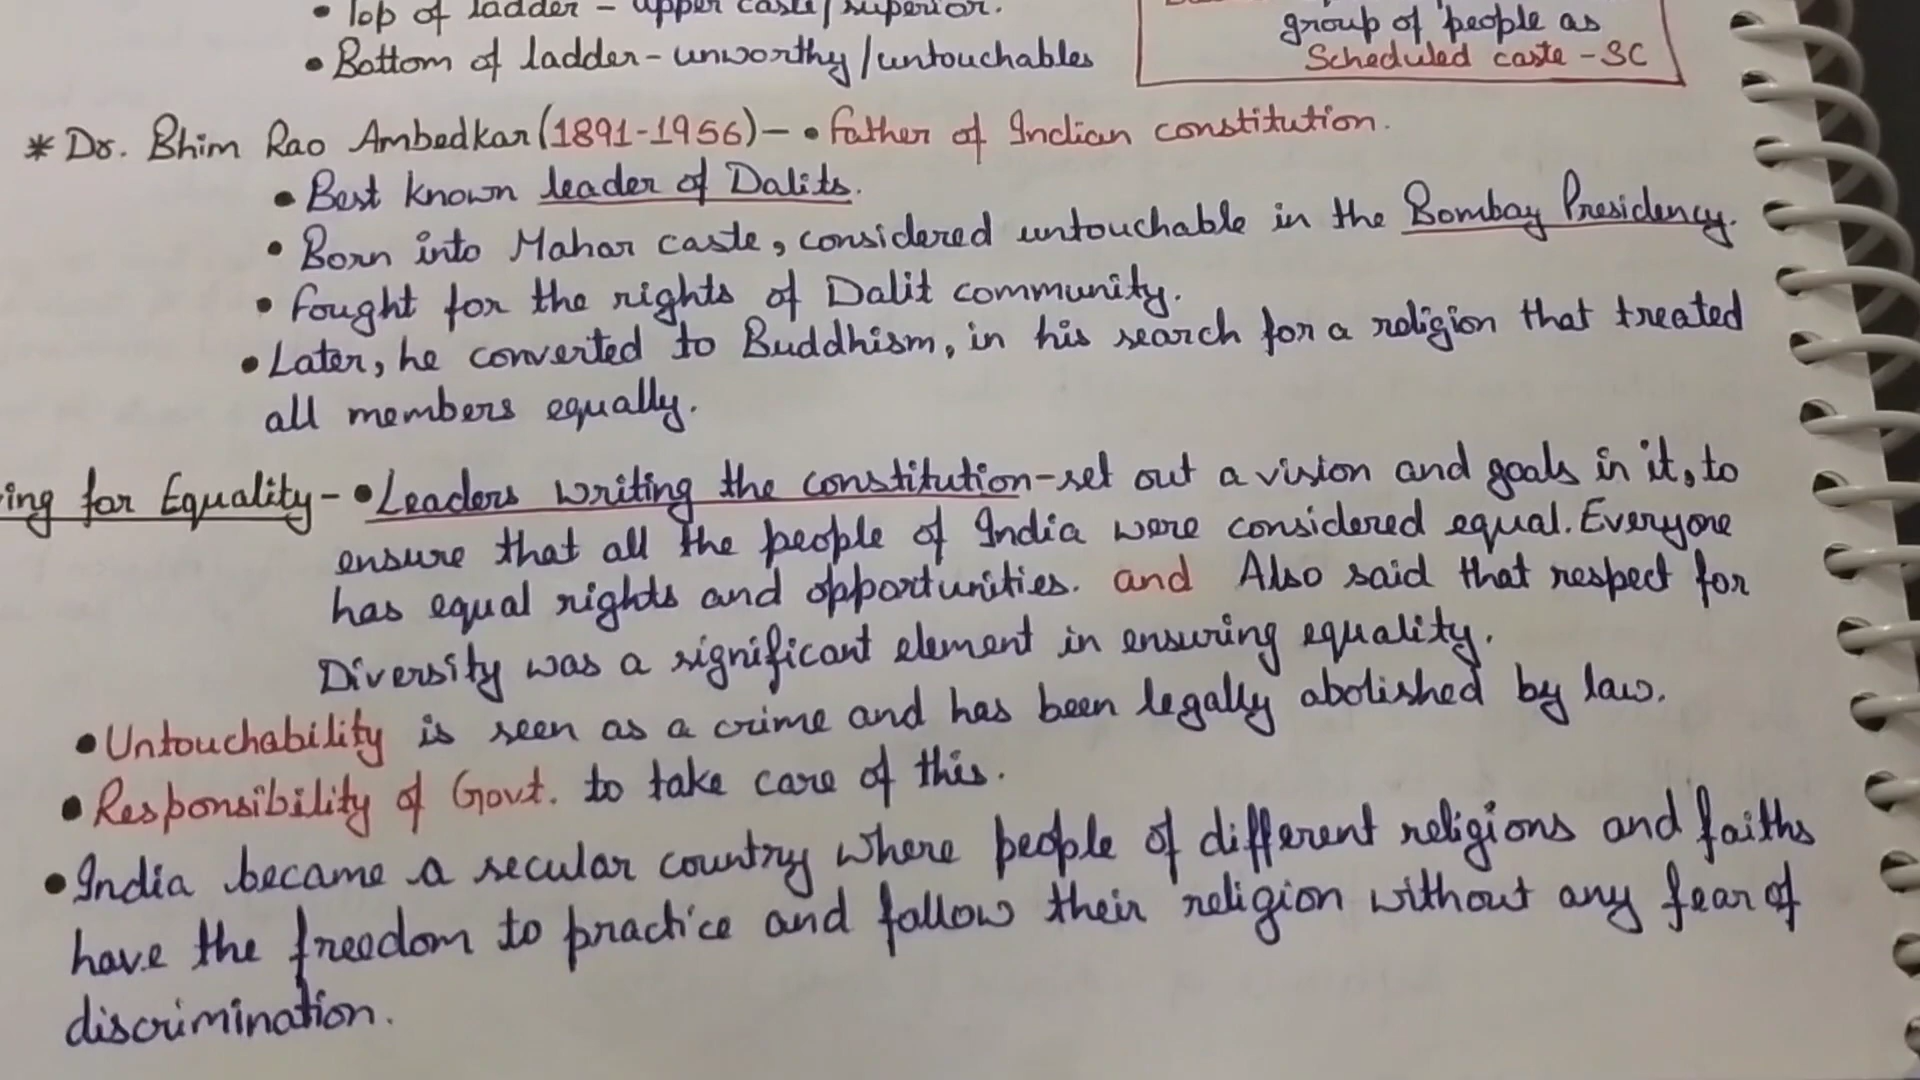 • Top of ladder – upper caste/superior.
group of people as
• Bottom of ladder – unworthy/untouchables
Scheduled caste - SC
* Dr. Bhim Rao Ambedkar (1891-1956) – • Father of Indian constitution.
• Best known leader of Dalits.
• Born into Mahar caste, considered untouchable in the Bombay Presidency.
• Fought for the rights of Dalit community.
• Later, he converted to Buddhism, in his search for a religion that treated
all members equally.
ing for Equality - • Leaders writing the constitution - set out a vision and goals in it, to
ensure that all the people of India were considered equal. Everyone
has equal rights and opportunities. and Also said that respect for
Diversity was a significant element in ensuring equality.
• Untouchability is seen as a crime and has been legally abolished by law.
• Responsibility of Govt. to take care of this.
• India became a secular country where people of different religions and faiths
have the freedom to practice and follow their religion without any fear of
discrimination.